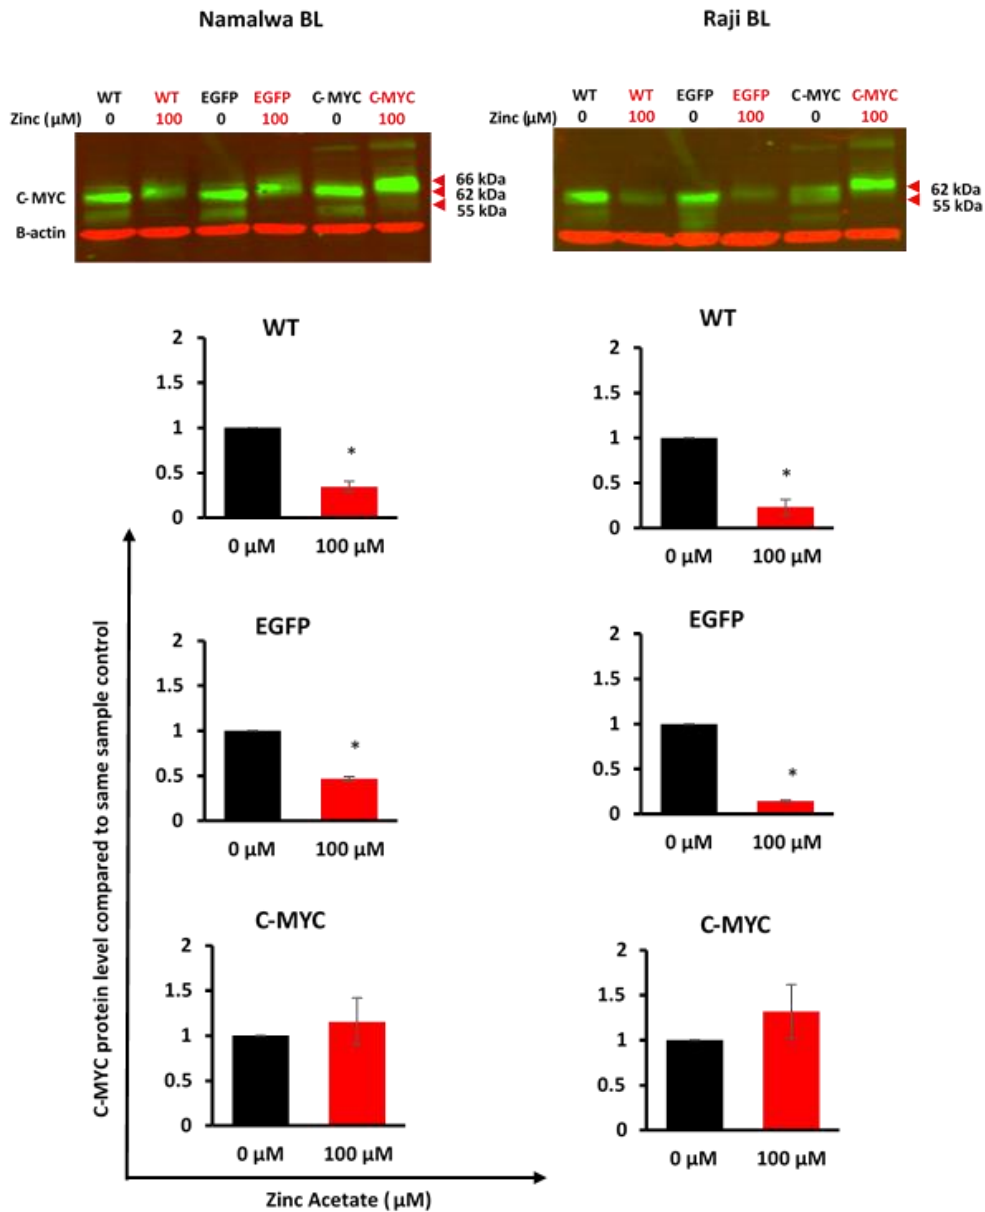 Namalwa BL
Raji BL
WT WT EGFP EGFP C-MYC C-MYC
Zinc (µM) 0 100 0 100 0 100
C-MYC
B-actin
66 kDa
62 kDa
55 kDa
WT WT EGFP EGFP C-MYC C-MYC
Zinc (µM) 0 100 0 100 0 100
62 kDa
55 kDa
WT
2
1.5
1
0.5
0
*
0 µM 100 µM
WT
2
1.5
1
0.5
0
*
0 µM 100 µM
EGFP
2
1.5
1
0.5
0
*
0 µM 100 µM
EGFP
2
1.5
1
0.5
0
*
0 µM 100 µM
C-MYC
2
1.5
1
0.5
0
0 µM 100 µM
C-MYC
2
1.5
1
0.5
0
0 µM 100 µM
C-MYC protein level compared to same sample control
Zinc Acetate (µM)